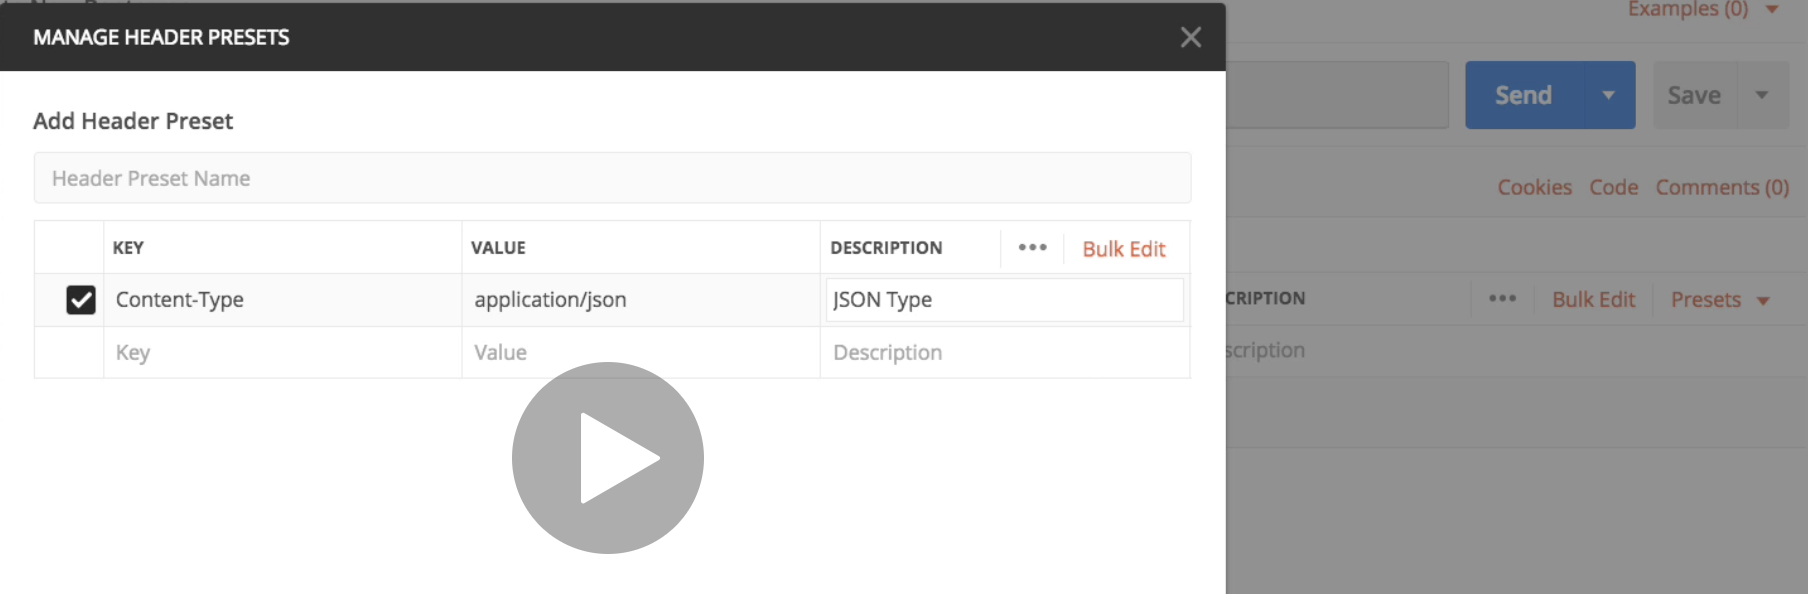 MANAGE HEADER PRESETS
Examples (0)
Add Header Preset
Send
Save
Header Preset Name
Cookies Code Comments (0)
KEY VALUE DESCRIPTION ••• Bulk Edit
Content-Type application/json JSON Type
CRIPTION ••• Bulk Edit Presets
Key Value Description
scription